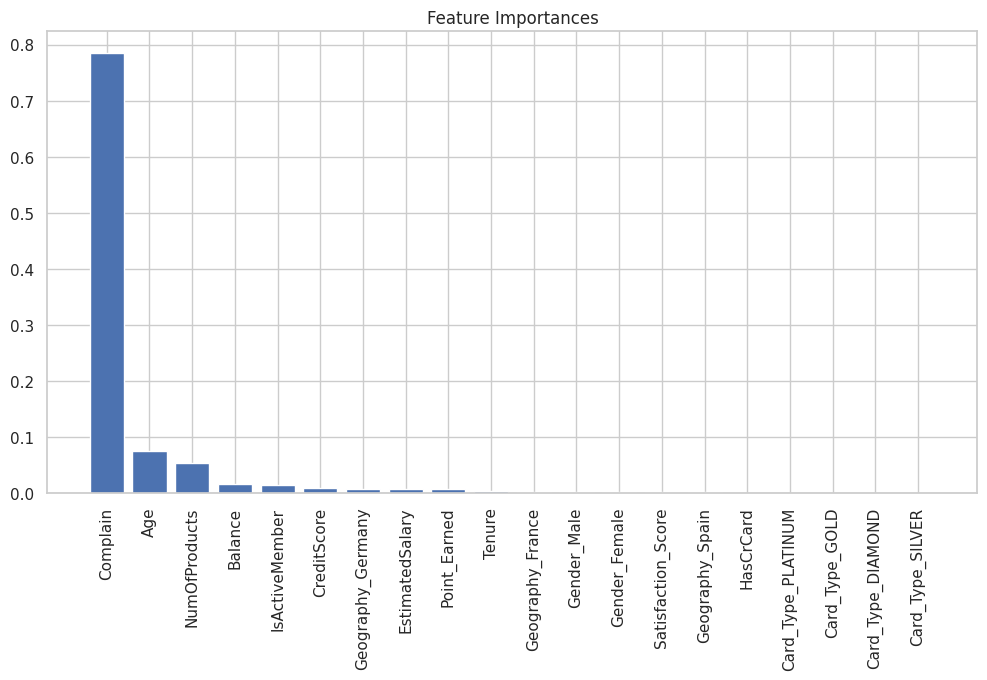 Feature Importances
0.8
0.7
0.6
0.5
0.4
0.3
0.2
0.1
0.0
Complain
Age
NumOfProducts
Balance
IsActiveMember
CreditScore
Geography_Germany
EstimatedSalary
Point_Earned
Tenure
Geography_France
Gender_Male
Gender_Female
Satisfaction_Score
Geography_Spain
HasCrCard
Card_Type_PLATINUM
Card_Type_GOLD
Card_Type_DIAMOND
Card_Type_SILVER